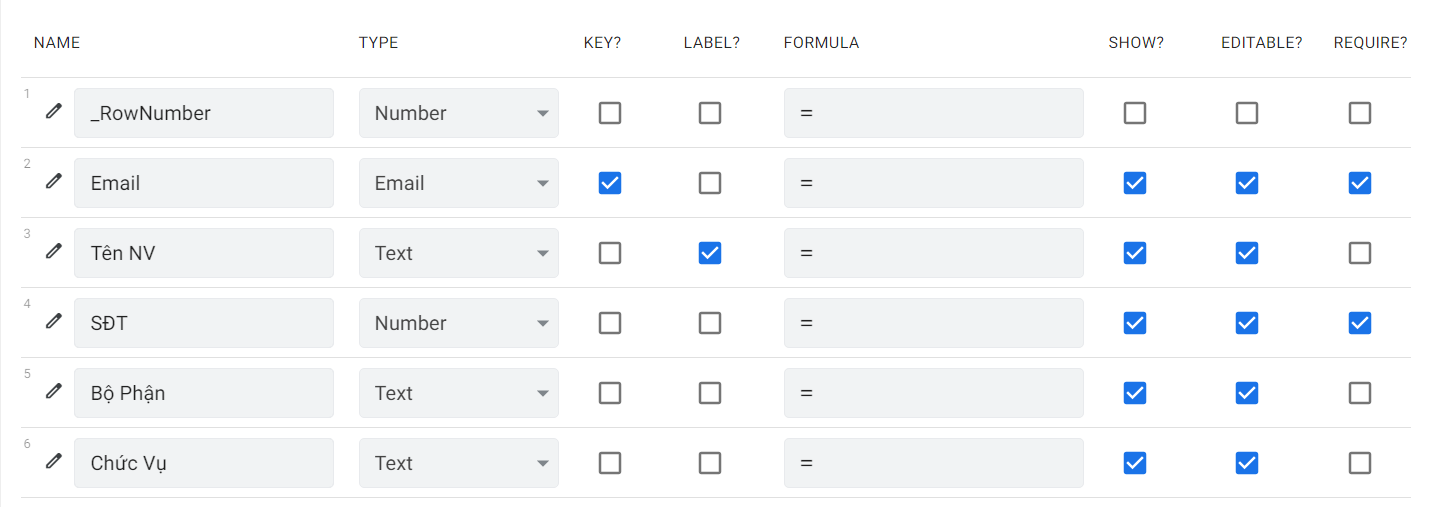 NAME TYPE KEY? LABEL? FORMULA SHOW? EDITABLE? REQUIRE?
1 _RowNumber Number =
2 Email Email =
3 Tên NV Text =
4 SĐT Number =
5 Bộ Phận Text =
6 Chức Vụ Text =